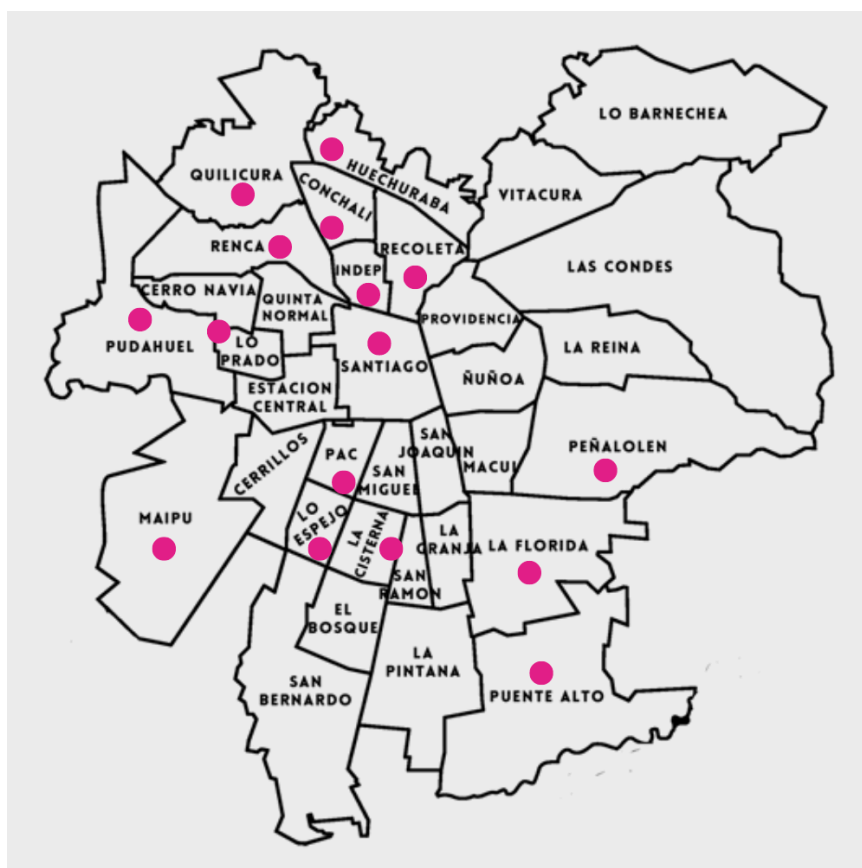 LO BARNECHEA
QUILICURA
HUECHURABA
VITACURA
CONCHALI
RENCA
RECOLETA
LAS CONDES
INDEP
CERRO NAVIA
QUINTA
NORMAL
PROVIDENCIA
PUDAHUEL
LO
PRADO
SANTIAGO
LA REINA
ÑUÑOA
ESTACION
CENTRAL
SAN
JOAQUIN
PEÑALOLEN
CERRILLOS
PAC
SAN
MIGUEL
MACUL
MAIPU
LO
ESPEJO
LA
CISTERNA
LA
GRANJA
LA FLORIDA
SAN
RAMON
EL
BOSQUE
LA
PINTANA
SAN
BERNARDO
PUENTE ALTO